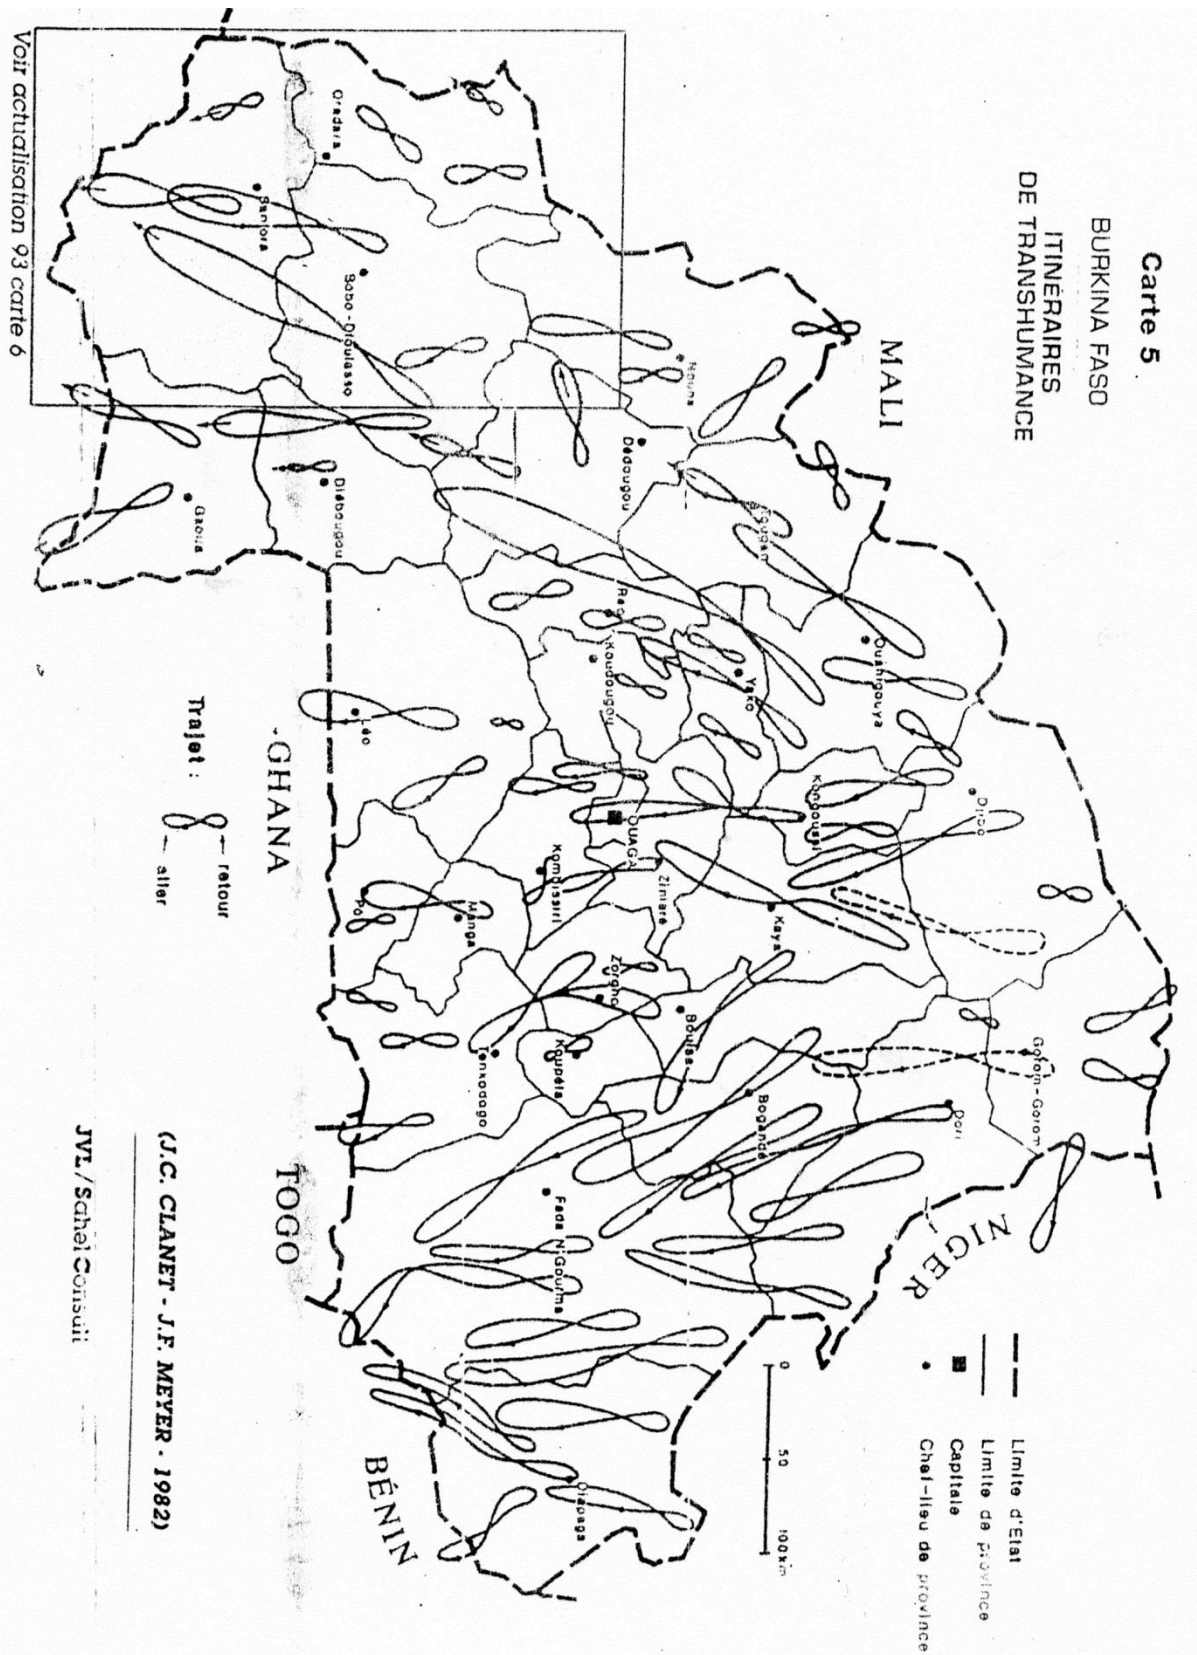 Carte 5
BURKINA FASO
ITINÉRAIRES
DE TRANSHUMANCE
MALI
NIGER
BÉNIN
TOGO
GHANA
Limite d'Etat
Limite de province
Capitale
Chef-lieu de province
0 50 100km
Gorom-Gorom
Djibo
Dori
Ouahigouya
Kongoussi
Kaya
Yako
Bogandé
Nouna
Tougan
Dédougou
Boulsa
Ziniaré
OUAGA
Réo
Koudougou
Zorgho
Koupéla
Kombissiri
Fada N'Gourma
Diapaga
Tenkodago
Manga
Pô
Léo
Orodara
Banfora
Bobo-Dioulasso
Diébougou
Gaoua
Trajet :
retour
aller
Voir actualisation 93 carte 6
(J.C. CLANET - J.F. MEYER - 1982)
JVL/Sahel Consult